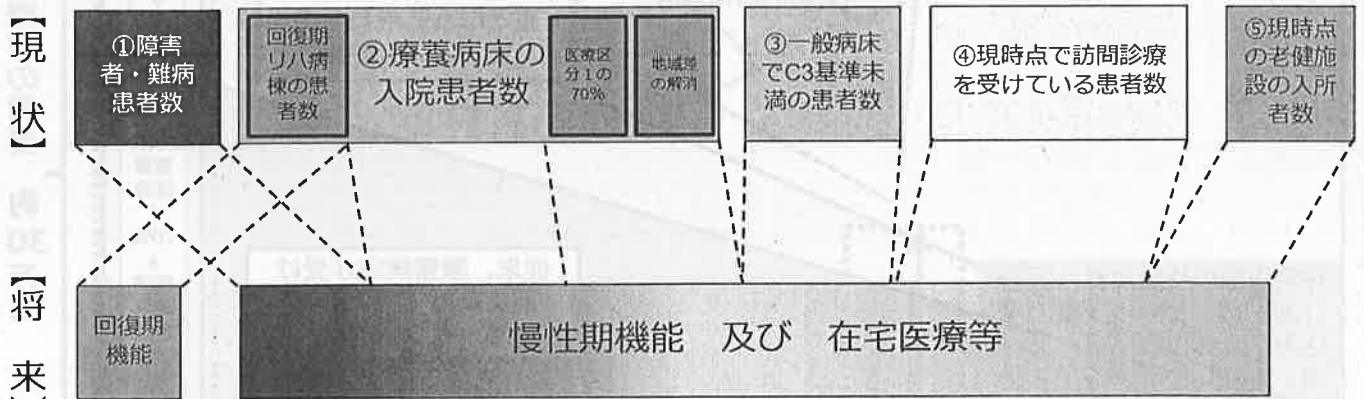 【現状】
①障害
者・難病
患者数
回復期
リハ病
棟の患
者数
②療養病床の
入院患者数
医療区
分1の
70%
地域差
の解消
③一般病床
でC3基準未
満の患者数
④現時点で訪問診療
を受けている患者数
⑤現時点
の老健施
設の入所
者数
【将来】
回復期
機能
慢性期機能 及び 在宅医療等